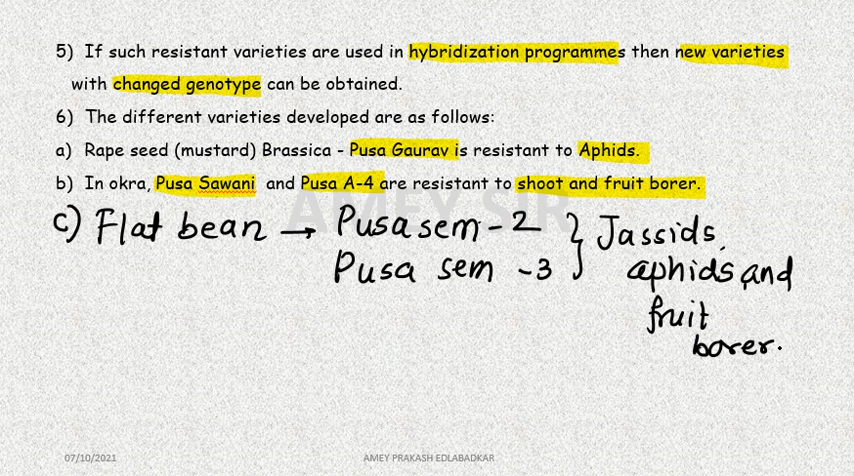 5) If such resistant varieties are used in hybridization programmes then new varieties
with changed genotype can be obtained.
6) The different varieties developed are as follows:
a) Rape seed (mustard) Brassica - Pusa Gaurav is resistant to Aphids.
b) In okra, Pusa Sawani and Pusa A-4 are resistant to shoot and fruit borer.
AMEY SIR
c) Flat bean → Pusa sem - 2 } Jassids,
Pusa sem - 3 aphids and
fruit
borer.
07/10/2021 AMEY PRAKASH EDLABADKAR